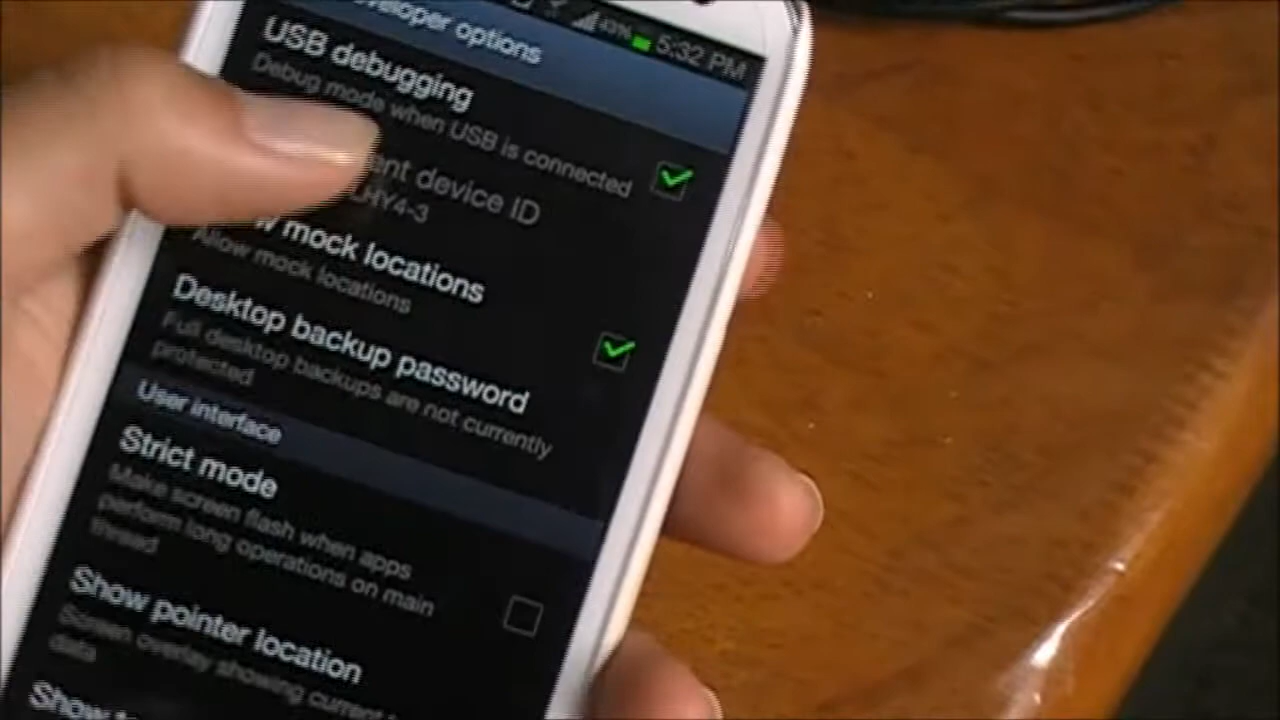 veloper options
5:32 PM
USB debugging
Debug mode when USB is connected
ent device ID
LHY4-3
w mock locations
Allow mock locations
Desktop backup password
Full desktop backups are not currently
protected
User interface
Strict mode
Make screen flash when apps
perform long operations on main
thread
Show pointer location
Screen overlay showing current
data
Show